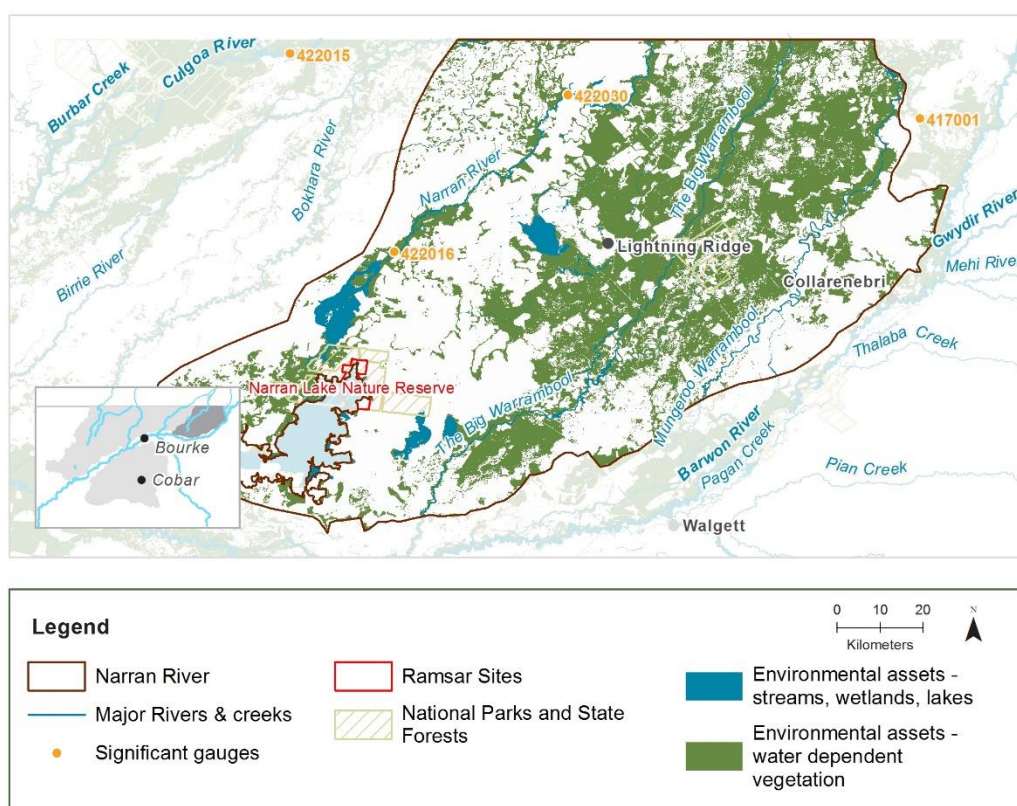 Burbar Creek
Culgoa River
422015
422030
417001
Bokhara River
Narran River
The Big Warrambool
Gwydir River
Birrie River
422016
Lightning Ridge
Mehi River
Collarenebri
Thalaba Creek
Narran Lake Nature Reserve
The Big Warrambool
Mungeroo Warrambool
Barwon River
Pagan Creek
Pian Creek
Bourke
Cobar
Walgett
Legend
0 10 20
Kilometers
N
Narran River
Major Rivers & creeks
Significant gauges
Ramsar Sites
National Parks and State
Forests
Environmental assets -
streams, wetlands, lakes
Environmental assets -
water dependent
vegetation